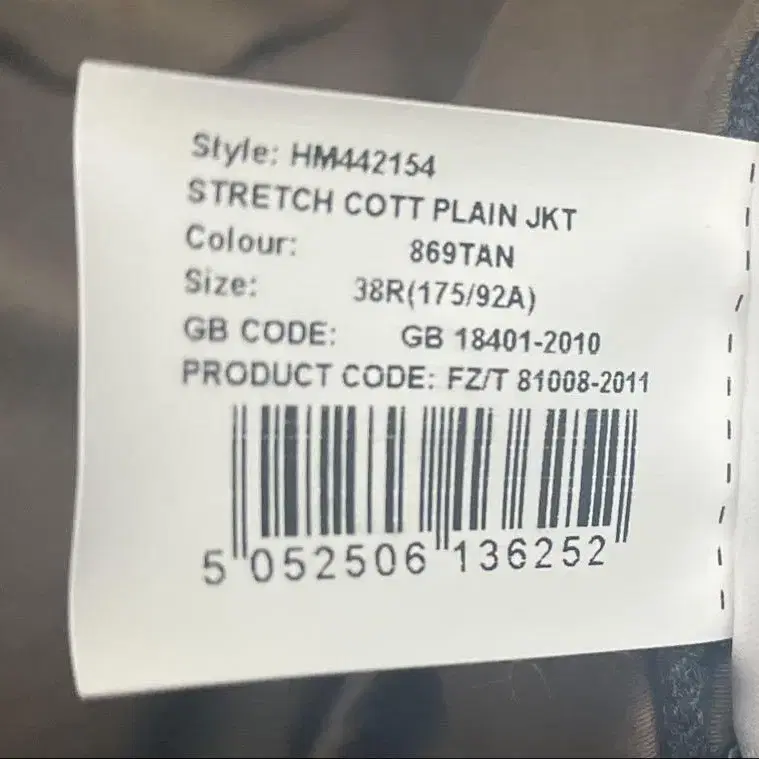 Style: HM442154
STRETCH COTT PLAIN JKT
Colour: 869TAN
Size: 38R(175/92A)
GB CODE: GB 18401-2010
PRODUCT CODE: FZ/T 81008-2011
5 052506 136252